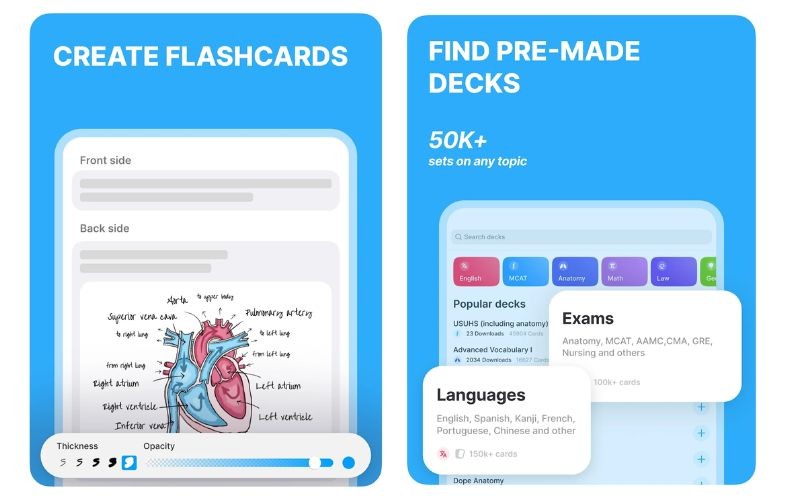 CREATE FLASHCARDS
Front side
Back side
Aorta
to upper body
Superior vena cava
Pulmonary artery
to right lung
to left lung
from right lung
from left lung
Right atrium
Left atrium
Right ventricle
Left ventricle
Inferior vena
Thickness
Opacity
FIND PRE-MADE
DECKS
50K+
sets on any topic
Search decks
English
MCAT
Anatomy
Math
Law
Popular decks
USUHS (including anatomy)
23 Downloads
Advanced Vocabulary I
2034 Downloads
Exams
Anatomy, MCAT, AAMC,CMA, GRE,
Nursing and others
100k+ cards
Languages
English, Spanish, Kanji, French,
Portuguese, Chinese and other
150k+ cards
Dope Anatomy